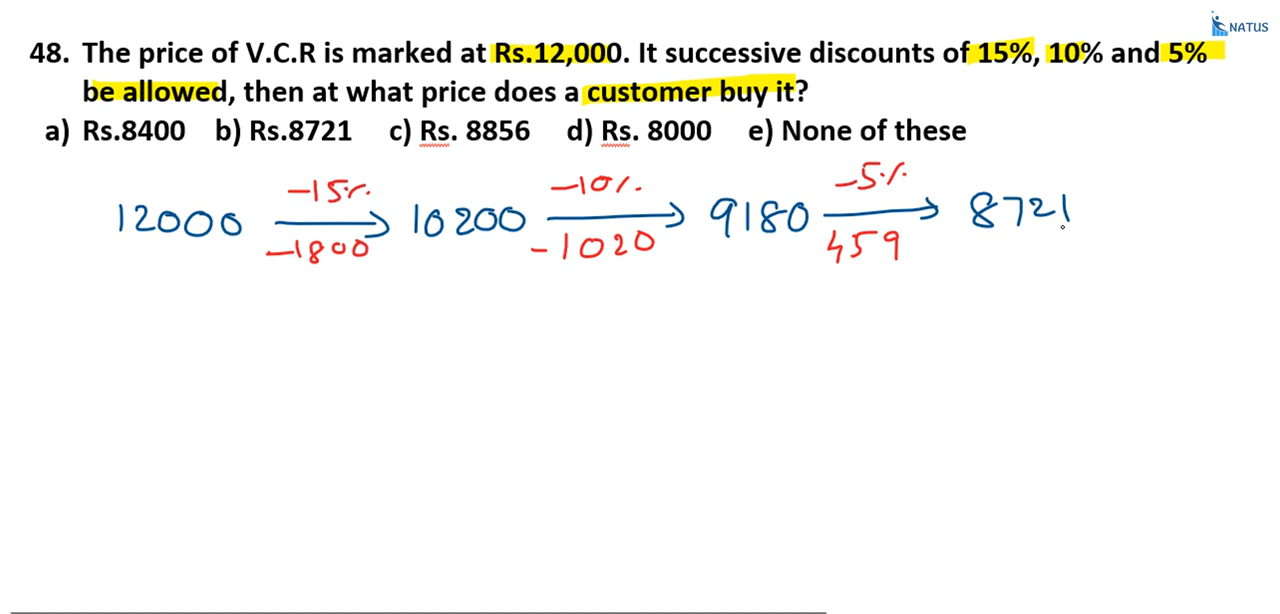 NATUS
48. The price of V.C.R is marked at Rs.12,000. It successive discounts of 15%, 10% and 5%
be allowed, then at what price does a customer buy it?
a) Rs.8400 b) Rs.8721 c) Rs. 8856 d) Rs. 8000 e) None of these
-15% -10% -5%
12000 → 10200 → 9180 → 8721
-1800 -1020 459